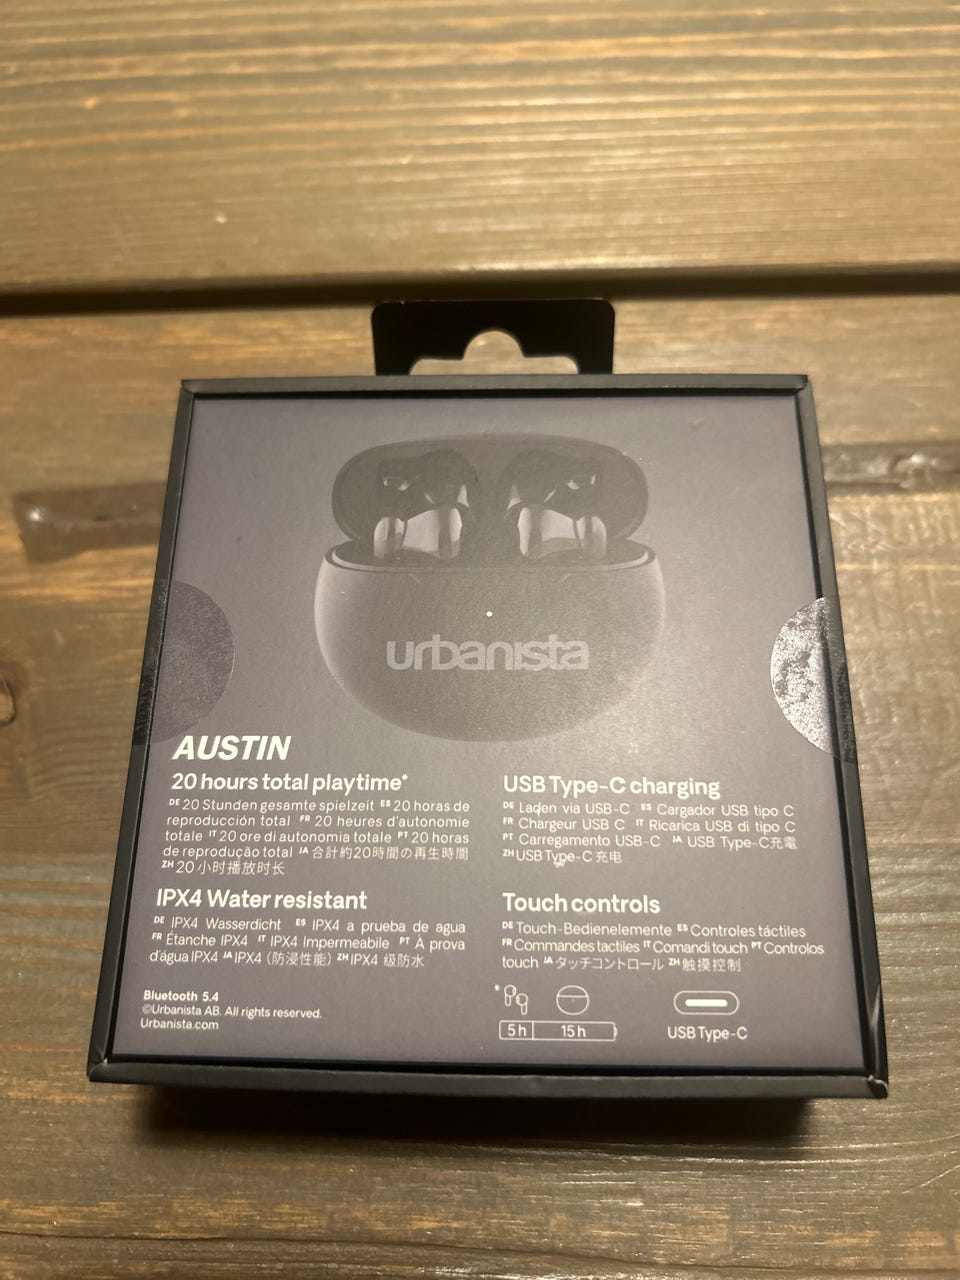 urbanista
AUSTIN
20 hours total playtime*
DE 20 Stunden gesamte spielzeit ES 20 horas de
reproducción total FR 20 heures d'autonomie
totale IT 20 ore di autonomia totale PT 20 horas
de reprodução total JA 合計約20時間の再生時間
ZH 20 小时播放时长
IPX4 Water resistant
DE IPX4 Wasserdicht ES IPX4 a prueba de agua
FR Étanche IPX4 IT IPX4 Impermeabile PT À prova
d'água IPX4 JA IPX4 (防浸性能) ZH IPX4 级防水
Bluetooth 5.4
©Urbanista AB. All rights reserved.
Urbanista.com
USB Type-C charging
DE Laden via USB-C ES Cargador USB tipo C
FR Chargeur USB C IT Ricarica USB di tipo C
PT Carregamento USB-C JA USB Type-C充電
ZH USB Type-C 充电
Touch controls
DE Touch-Bedienelemente ES Controles táctiles
FR Commandes tactiles IT Comandi touch PT Controlos
touch JA タッチコントロール ZH 触摸控制
*
5h 15h
USB Type-C